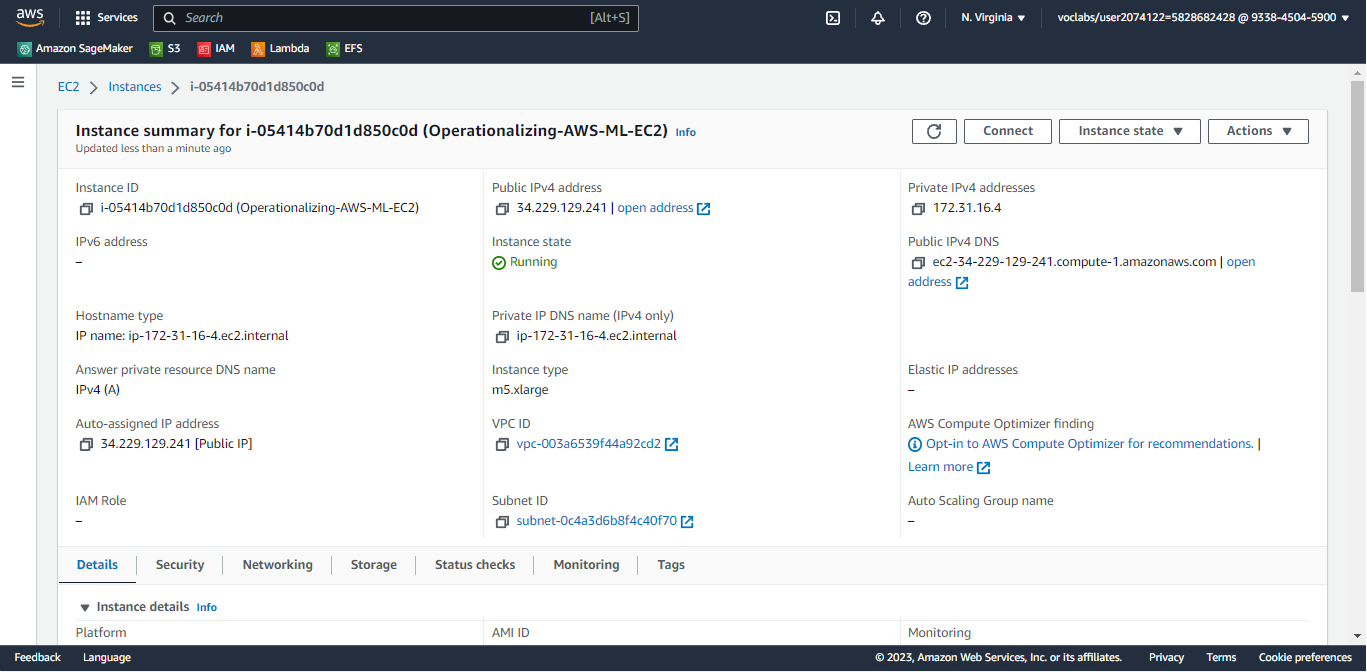 aws
Services
Search [Alt+S]
N. Virginia ▼
voclabs/user2074122=5828682428 @ 9338-4504-5900 ▼
Amazon SageMaker S3 IAM Lambda EFS
EC2 > Instances > i-05414b70d1d850c0d
Instance summary for i-05414b70d1d850c0d (Operationalizing-AWS-ML-EC2) Info
Updated less than a minute ago
Connect
Instance state ▼
Actions ▼
Instance ID
i-05414b70d1d850c0d (Operationalizing-AWS-ML-EC2)
Public IPv4 address
34.229.129.241 | open address
Private IPv4 addresses
172.31.16.4
IPv6 address
–
Instance state
Running
Public IPv4 DNS
ec2-34-229-129-241.compute-1.amazonaws.com | open
address
Hostname type
IP name: ip-172-31-16-4.ec2.internal
Private IP DNS name (IPv4 only)
ip-172-31-16-4.ec2.internal
Answer private resource DNS name
IPv4 (A)
Instance type
m5.xlarge
Elastic IP addresses
–
Auto-assigned IP address
34.229.129.241 [Public IP]
VPC ID
vpc-003a6539f44a92cd2
AWS Compute Optimizer finding
Opt-in to AWS Compute Optimizer for recommendations. |
Learn more
IAM Role
–
Subnet ID
subnet-0c4a3d6b8f4c40f70
Auto Scaling Group name
–
Details Security Networking Storage Status checks Monitoring Tags
▼ Instance details Info
Platform
AMI ID
Monitoring
Feedback Language
© 2023, Amazon Web Services, Inc. or its affiliates. Privacy Terms Cookie preferences